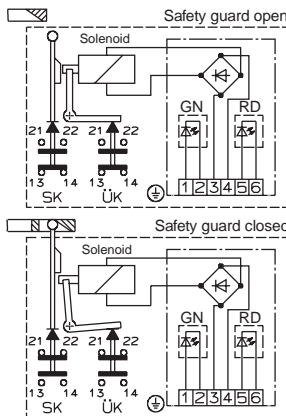 Safety guard open
Solenoid
GN RD
21 22 21 22
13 14 13 14
SK ÜK
1 2 3 4 5 6
Safety guard closed
Solenoid
GN RD
21 22 21 22
13 14 13 14
SK ÜK
1 2 3 4 5 6